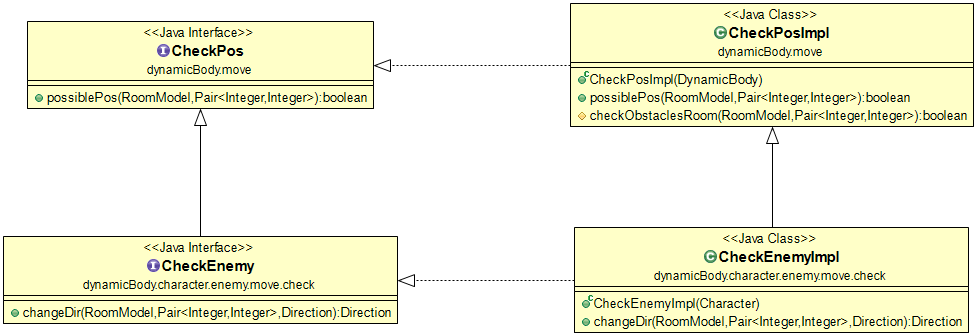 <<Java Interface>>
CheckPos
dynamicBody.move
possiblePos(RoomModel,Pair<Integer,Integer>):boolean
<<Java Class>>
CheckPosImpl
dynamicBody.move
CheckPosImpl(DynamicBody)
possiblePos(RoomModel,Pair<Integer,Integer>):boolean
checkObstaclesRoom(RoomModel,Pair<Integer,Integer>):boolean
<<Java Interface>>
CheckEnemy
dynamicBody.character.enemy.move.check
changeDir(RoomModel,Pair<Integer,Integer>,Direction):Direction
<<Java Class>>
CheckEnemyImpl
dynamicBody.character.enemy.move.check
CheckEnemyImpl(Character)
changeDir(RoomModel,Pair<Integer,Integer>,Direction):Direction